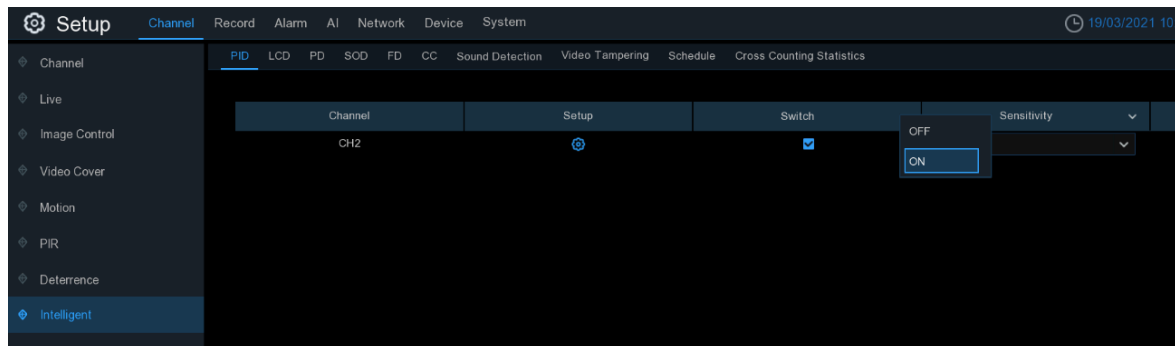 Setup Channel Record Alarm AI Network Device System 19/03/2021 10
Channel
PID LCD PD SOD FD CC Sound Detection Video Tampering Schedule Cross Counting Statistics
Live
Channel Setup Switch Sensitivity
Image Control
OFF
CH2
ON
Video Cover
Motion
PIR
Deterrence
Intelligent